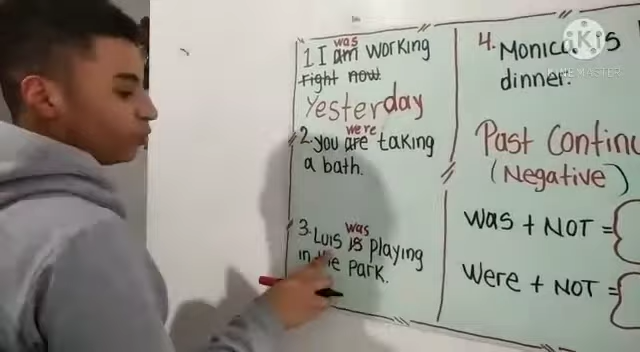 was
1. I am working
right now
Yesterday
were
2. you are taking
a bath.
was
3. Luis is playing
in the park.
4. Monica is
dinner.
Past Continu
(Negative)
was + NOT =
were + NOT =
KINEMASTER